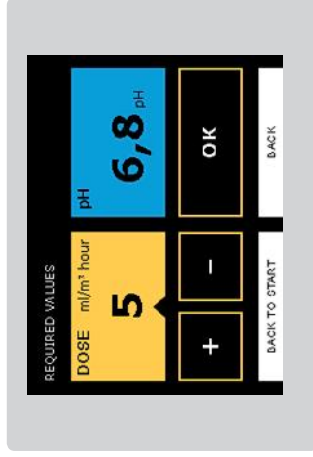 REQUIRED VALUES
DOSE ml/m³ hour
5
pH
6,8 pH
+
-
OK
BACK TO START
BACK